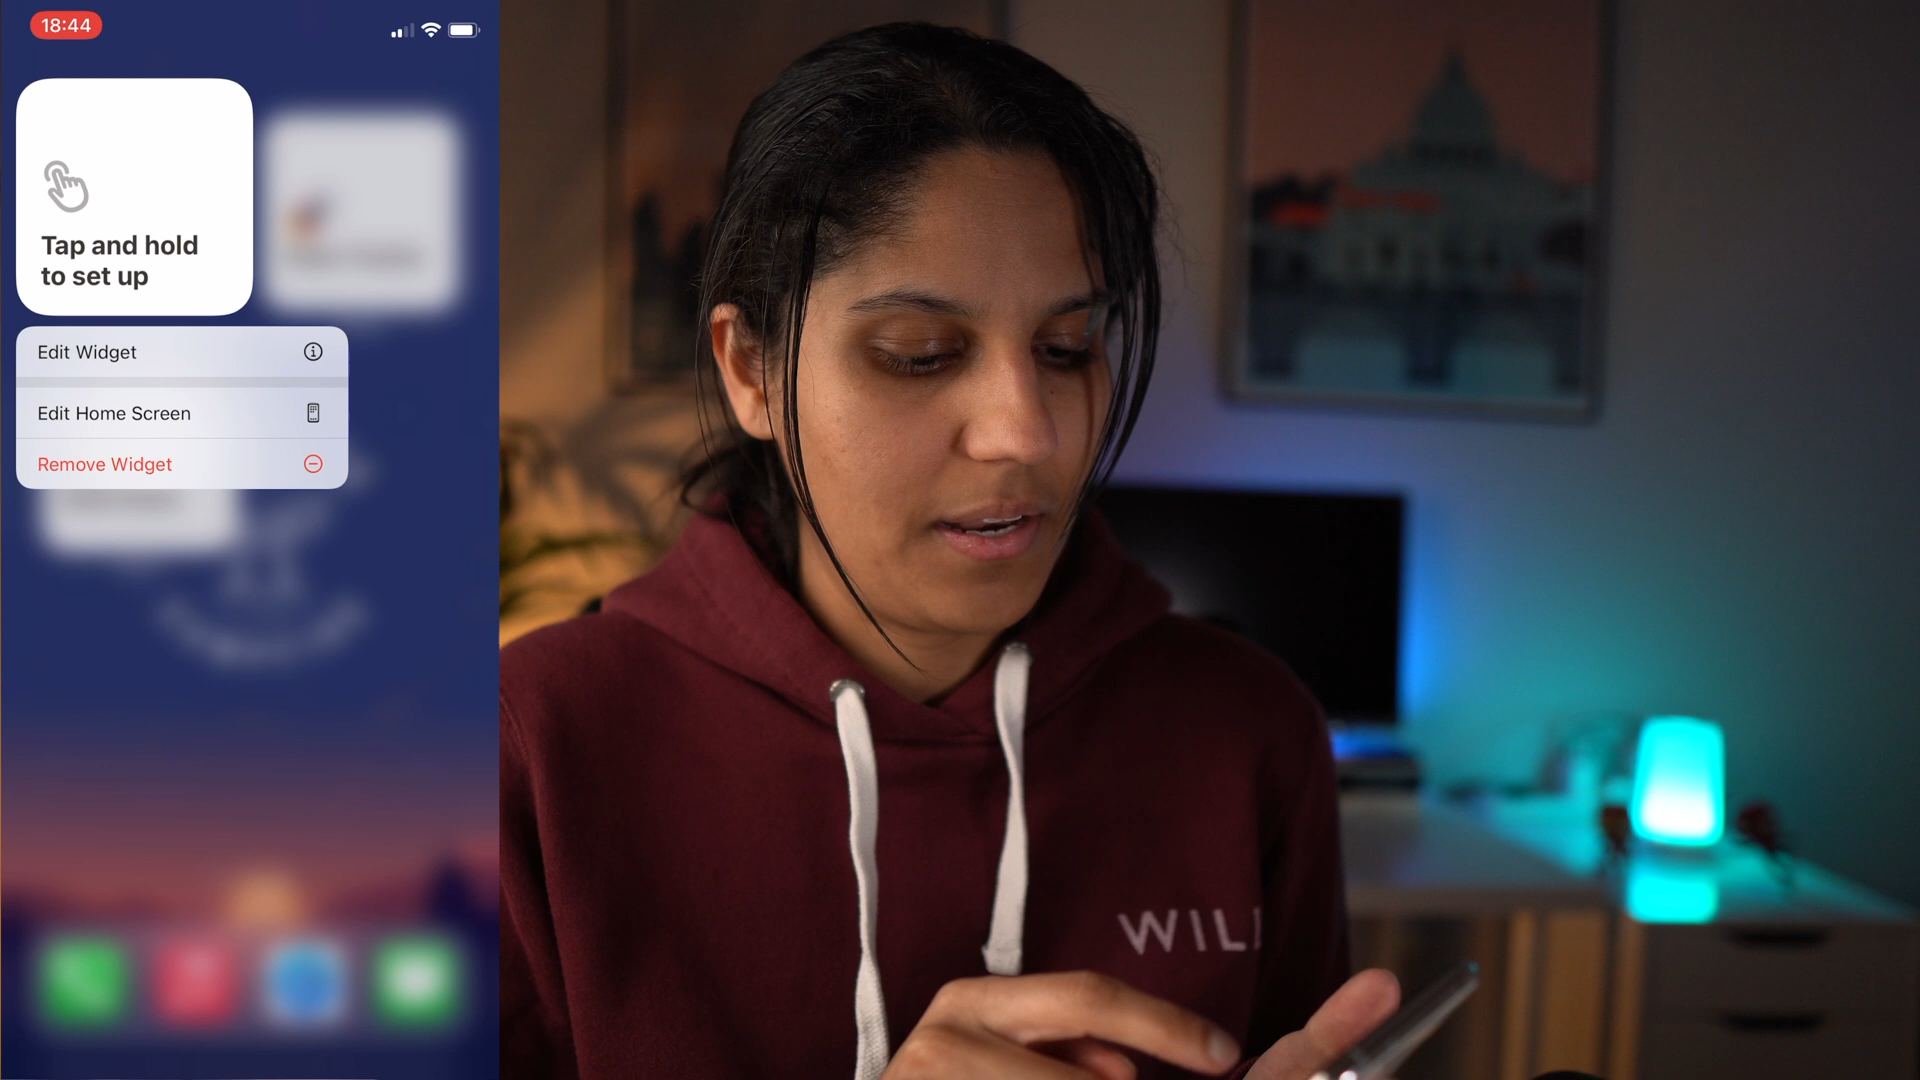 18:44
Tap and hold
to set up
Edit Widget
Edit Home Screen
Remove Widget
WIL